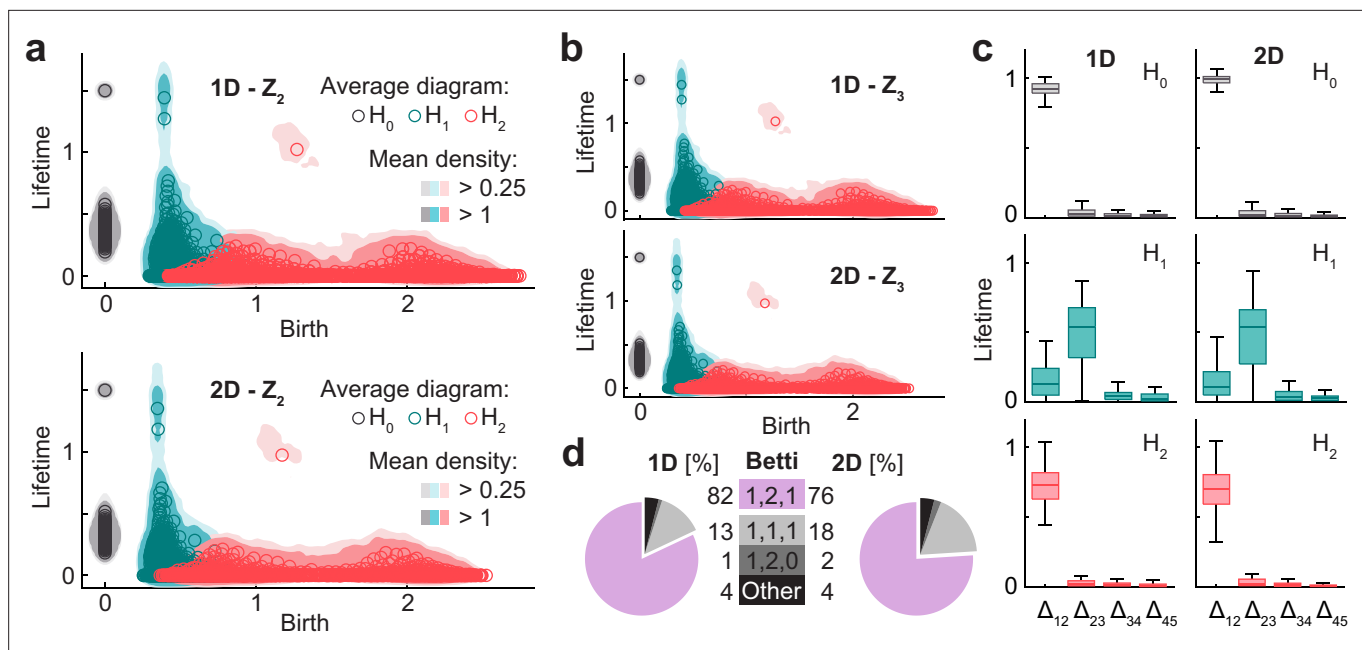 a
1D - Z₂
Average diagram:
H₀ H₁ H₂
Mean density:
> 0.25
> 1
Lifetime
1
0
0 1 2
Birth
2D - Z₂
Average diagram:
H₀ H₁ H₂
Mean density:
> 0.25
> 1
Lifetime
1
0
0 1 2
Birth
b
1D - Z₃
Lifetime
1
0
2D - Z₃
Lifetime
1
0
0 2
Birth
c
1D 2D
H₀ H₀
1
0
H₁ H₁
Lifetime
1
0
H₂ H₂
1
0
Δ₁₂ Δ₂₃ Δ₃₄ Δ₄₅ Δ₁₂ Δ₂₃ Δ₃₄ Δ₄₅
d
1D [%] Betti 2D [%]
82 1,2,1 76
13 1,1,1 18
1 1,2,0 2
4 Other 4